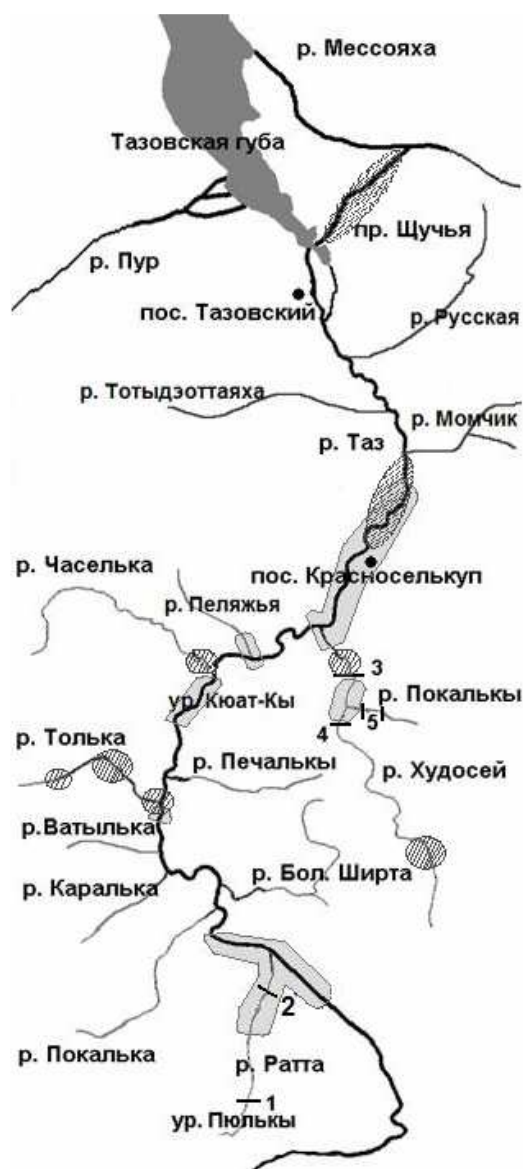 р. Мессояха
Тазовская губа
пр. Щучья
р. Пур
пос. Тазовский
р. Русская
р. Тотыдэоттаяха
р. Момчик
р. Таз
р. Часелька
пос. Красноселькуп
р. Пеляжья
3
ур. Кюат-Кы
р. Покалькы
5
4
р. Толька
р. Печалькы
р. Худосей
р.Ватылька
р. Бол. Ширта
р. Каралька
2
р. Покалька
р. Ратта
1
ур. Пюлькы